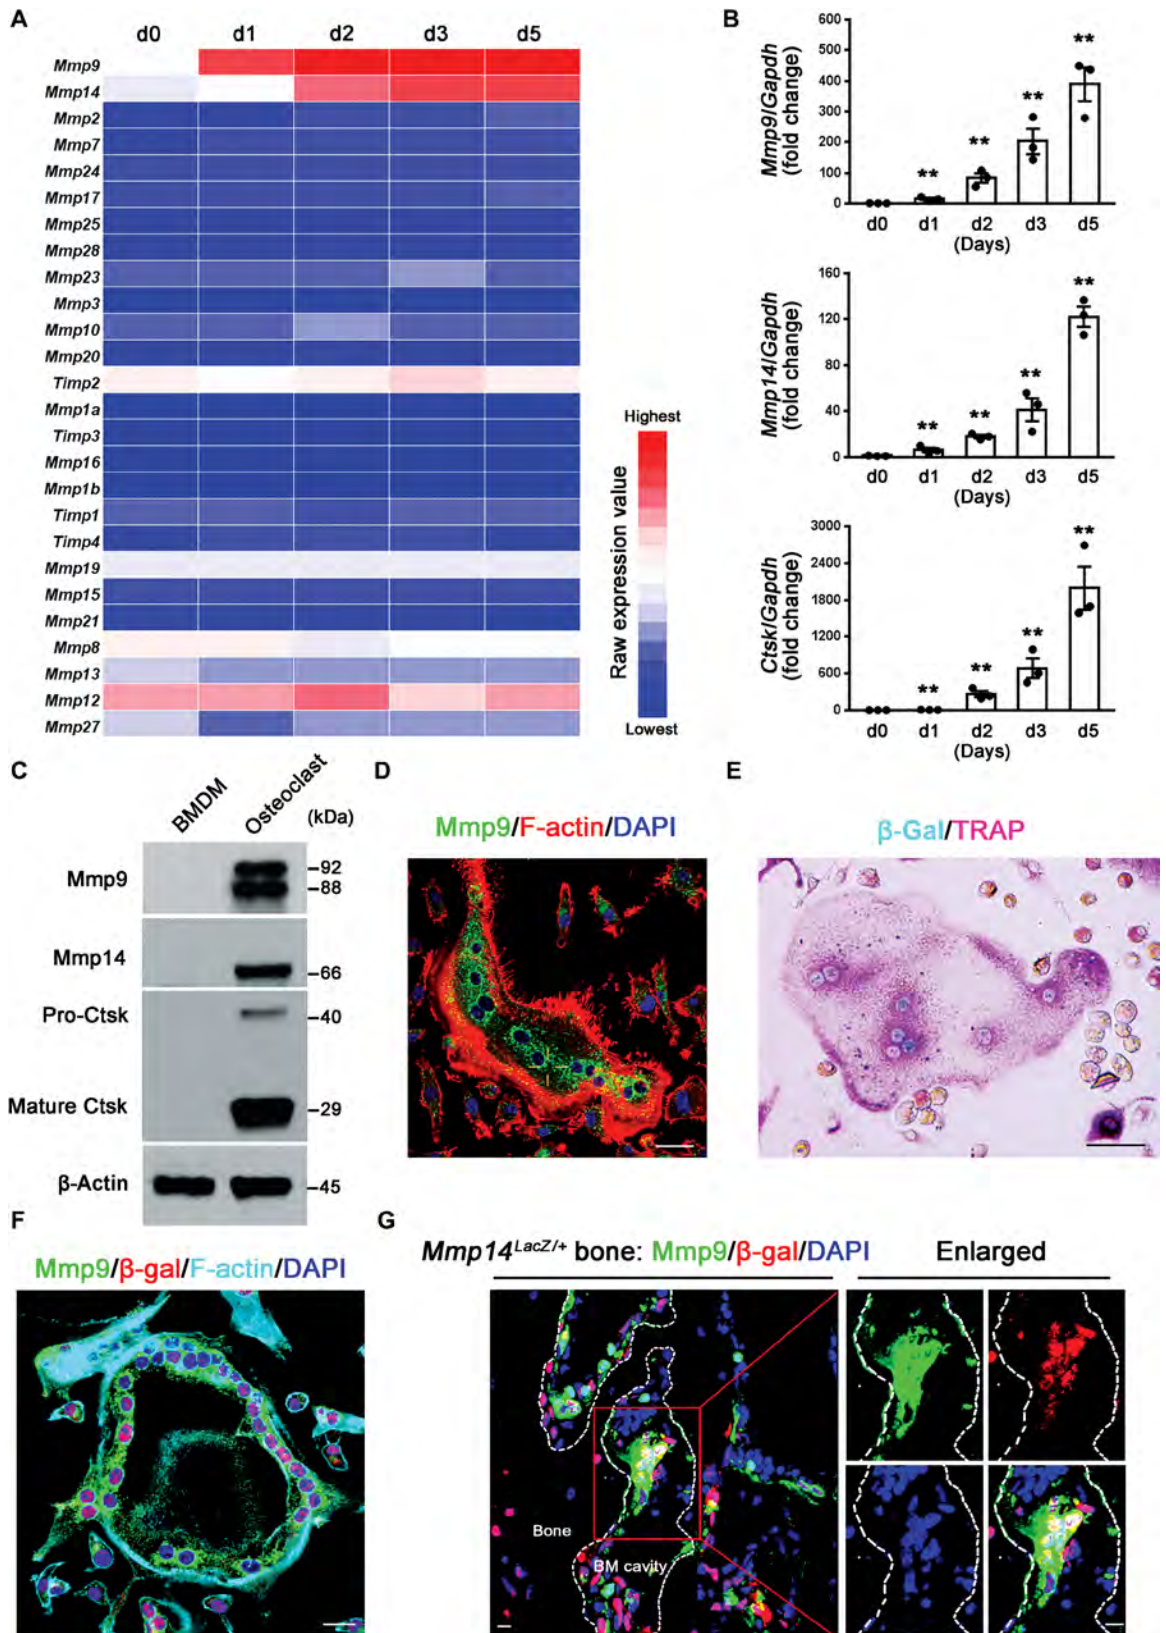 A
d0 d1 d2 d3 d5
Mmp9
Mmp14
Mmp2
Mmp7
Mmp24
Mmp17
Mmp25
Mmp28
Mmp23
Mmp3
Mmp10
Mmp20
Timp2
Mmp1a
Timp3
Mmp16
Mmp1b
Timp1
Timp4
Mmp19
Mmp15
Mmp21
Mmp8
Mmp13
Mmp12
Mmp27
Highest
Raw expression value
Lowest
B
Mmp9/Gapdh
(fold change)
600
500
400
300
200
100
0
** ** ** **
d0 d1 d2 d3 d5
(Days)
Mmp14/Gapdh
(fold change)
160
120
80
40
0
** ** ** **
d0 d1 d2 d3 d5
(Days)
Ctsk/Gapdh
(fold change)
3000
2400
1800
1200
600
0
** ** ** **
d0 d1 d2 d3 d5
(Days)
C
BMDM Osteoclast (kDa)
Mmp9
92
88
Mmp14
66
Pro-Ctsk
40
Mature Ctsk
29
β-Actin
45
D
Mmp9/F-actin/DAPI
E
β-Gal/TRAP
F
Mmp9/β-gal/F-actin/DAPI
G
Mmp14LacZ/+ bone: Mmp9/β-gal/DAPI
Enlarged
Bone
BM cavity